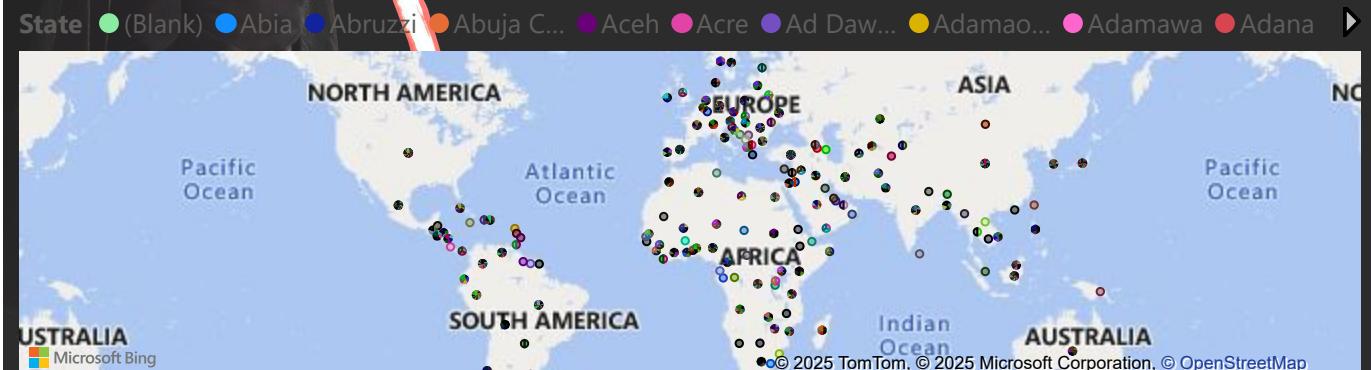 State (Blank) Abia Abruzzi Abuja C... Aceh Acre Ad Daw... Adamao... Adamawa Adana
NORTH AMERICA
ASIA
NO
EUROPE
Pacific
Ocean
Atlantic
Ocean
Pacific
Ocean
AFRICA
SOUTH AMERICA
Indian
Ocean
USTRALIA
AUSTRALIA
Microsoft Bing
© 2025 TomTom, © 2025 Microsoft Corporation, © OpenStreetMap